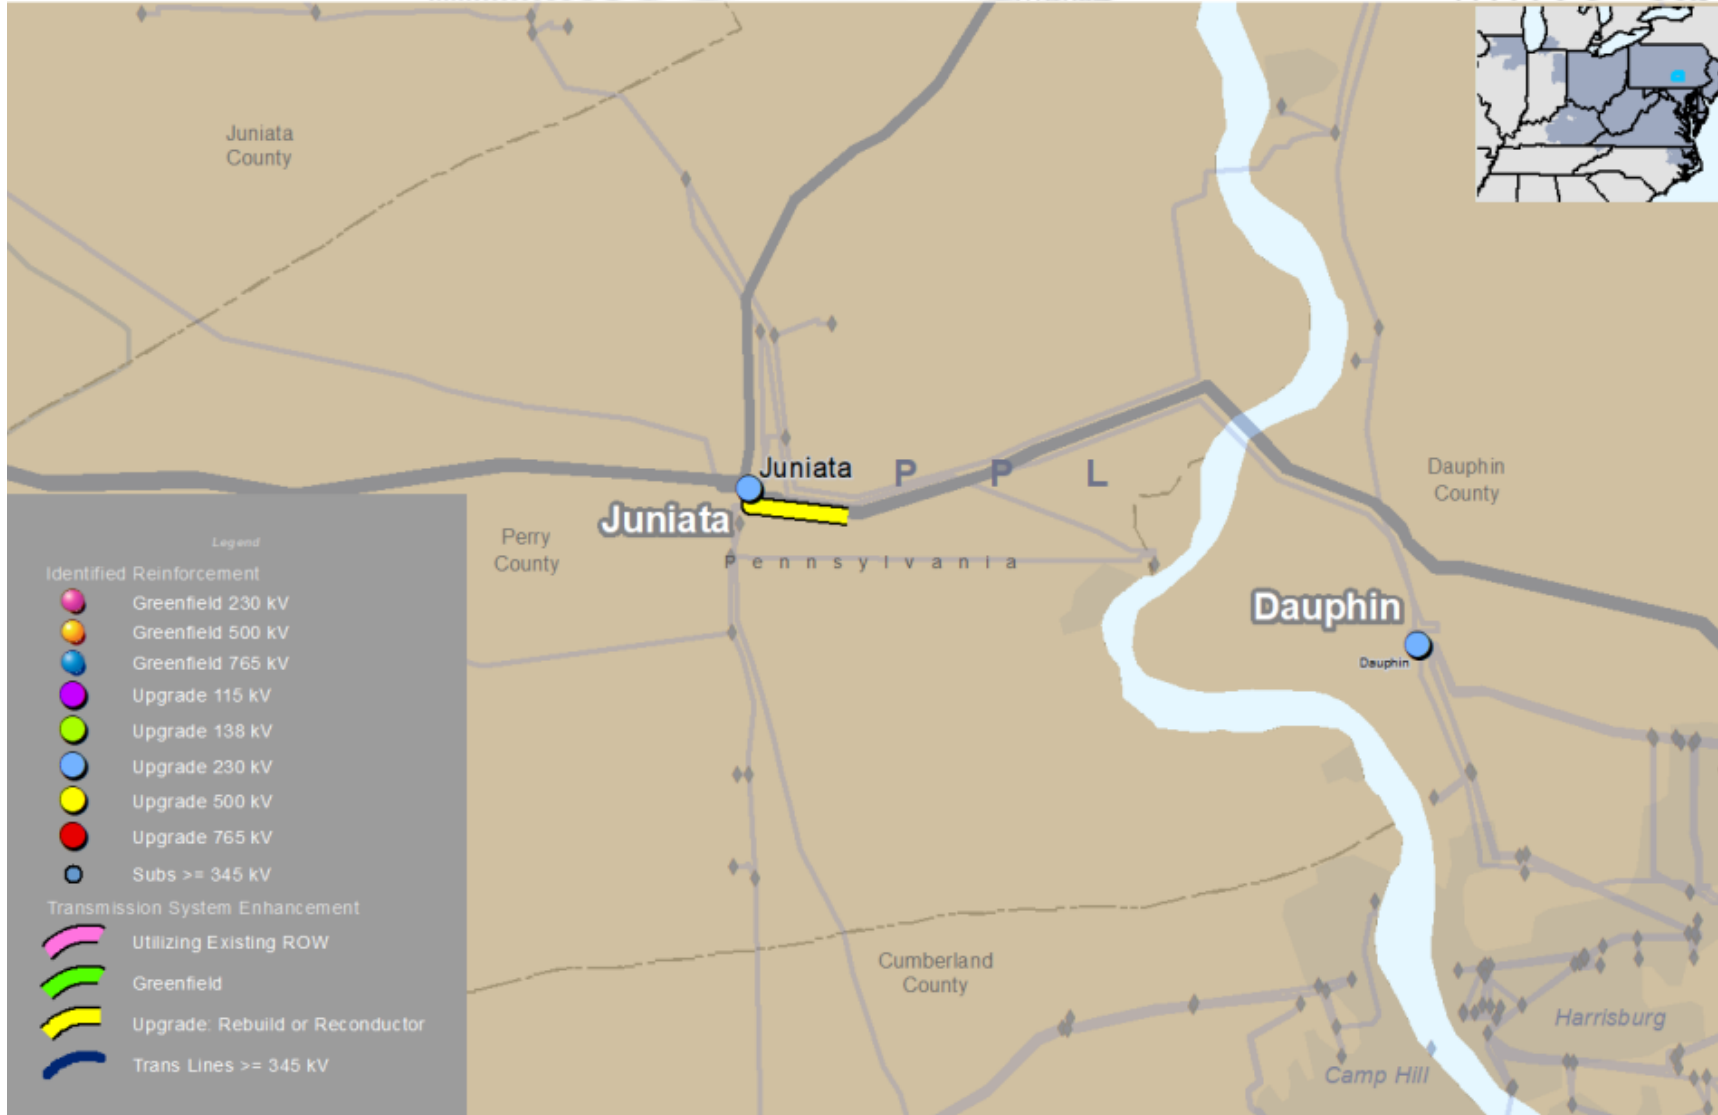 Juniata
County
Juniata
P P L
Dauphin
County
Juniata
Perry
County
Pennsylvania
Dauphin
Dauphin
Legend
Identified Reinforcement
Greenfield 230 kV
Greenfield 500 kV
Greenfield 765 kV
Upgrade 115 kV
Upgrade 138 kV
Upgrade 230 kV
Upgrade 500 kV
Upgrade 765 kV
Subs >= 345 kV
Transmission System Enhancement
Utilizing Existing ROW
Greenfield
Upgrade: Rebuild or Reconductor
Trans Lines >= 345 kV
Cumberland
County
Harrisburg
Camp Hill